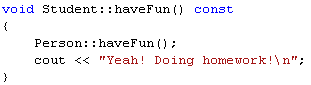 void Student::haveFun() const
{
    Person::haveFun();
    cout << "Yeah! Doing homework!\n";
}